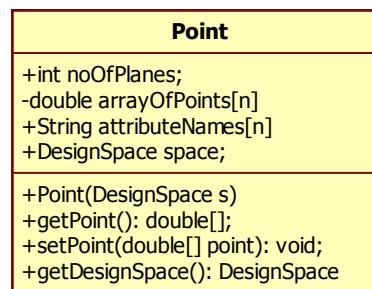 Point
+int noOfPlanes;
-double arrayOfPoints[n]
+String attributeNames[n]
+DesignSpace space;
+Point(DesignSpace s)
+getPoint(): double[];
+setPoint(double[] point): void;
+getDesignSpace(): DesignSpace